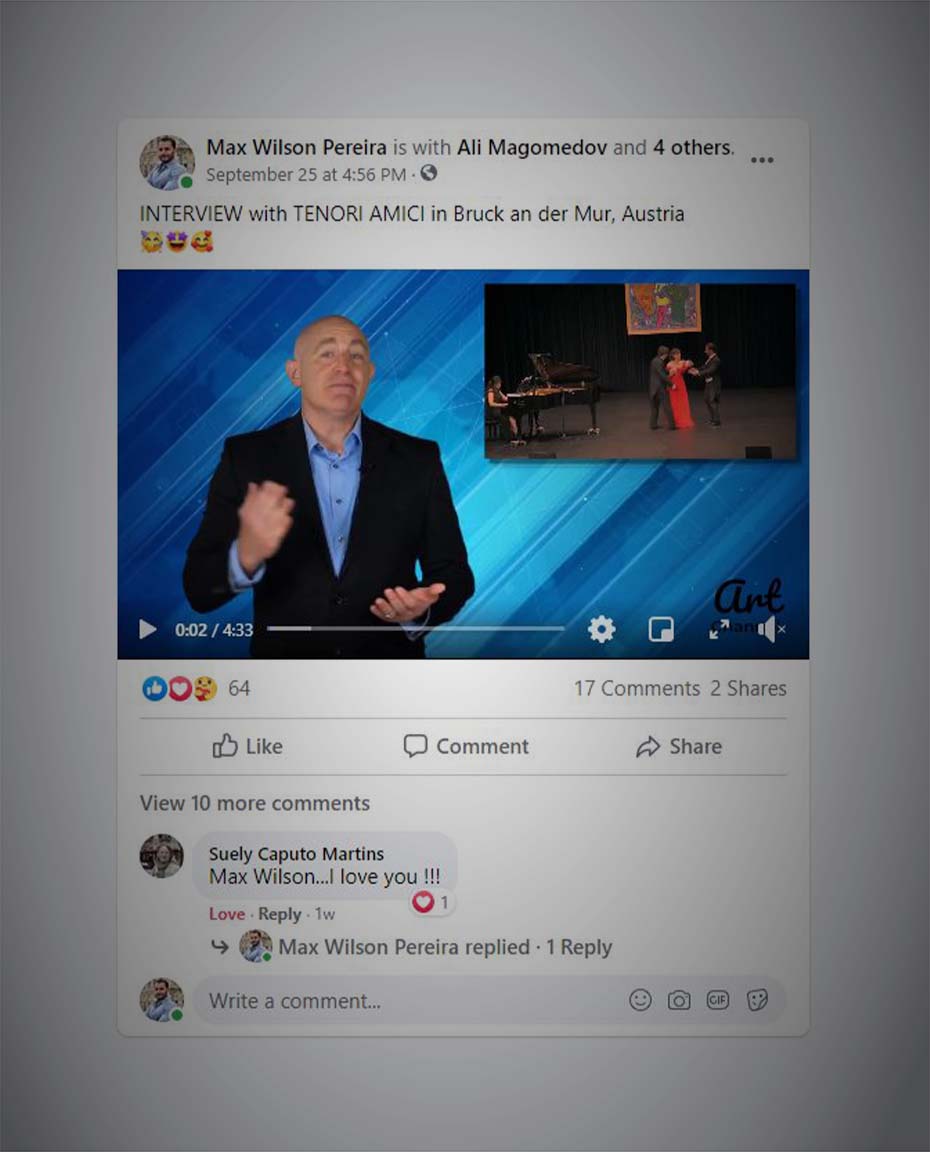 Max Wilson Pereira is with Ali Magomedov and 4 others.
September 25 at 4:56 PM ·
INTERVIEW with TENORI AMICI in Bruck an der Mur, Austria
🥳🤩🥰
Art
0:02 / 4:33
64
17 Comments 2 Shares
Like
Comment
Share
View 10 more comments
Suely Caputo Martins
Max Wilson...I love you !!!
1
Love · Reply · 1w
Max Wilson Pereira replied · 1 Reply
Write a comment...
GIF